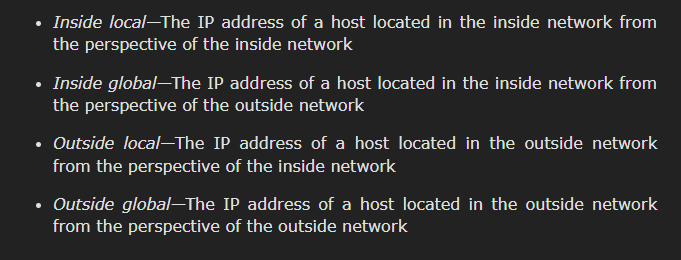 • Inside local—The IP address of a host located in the inside network from
the perspective of the inside network
• Inside global—The IP address of a host located in the inside network from
the perspective of the outside network
• Outside local—The IP address of a host located in the outside network
from the perspective of the inside network
• Outside global—The IP address of a host located in the outside network
from the perspective of the outside network